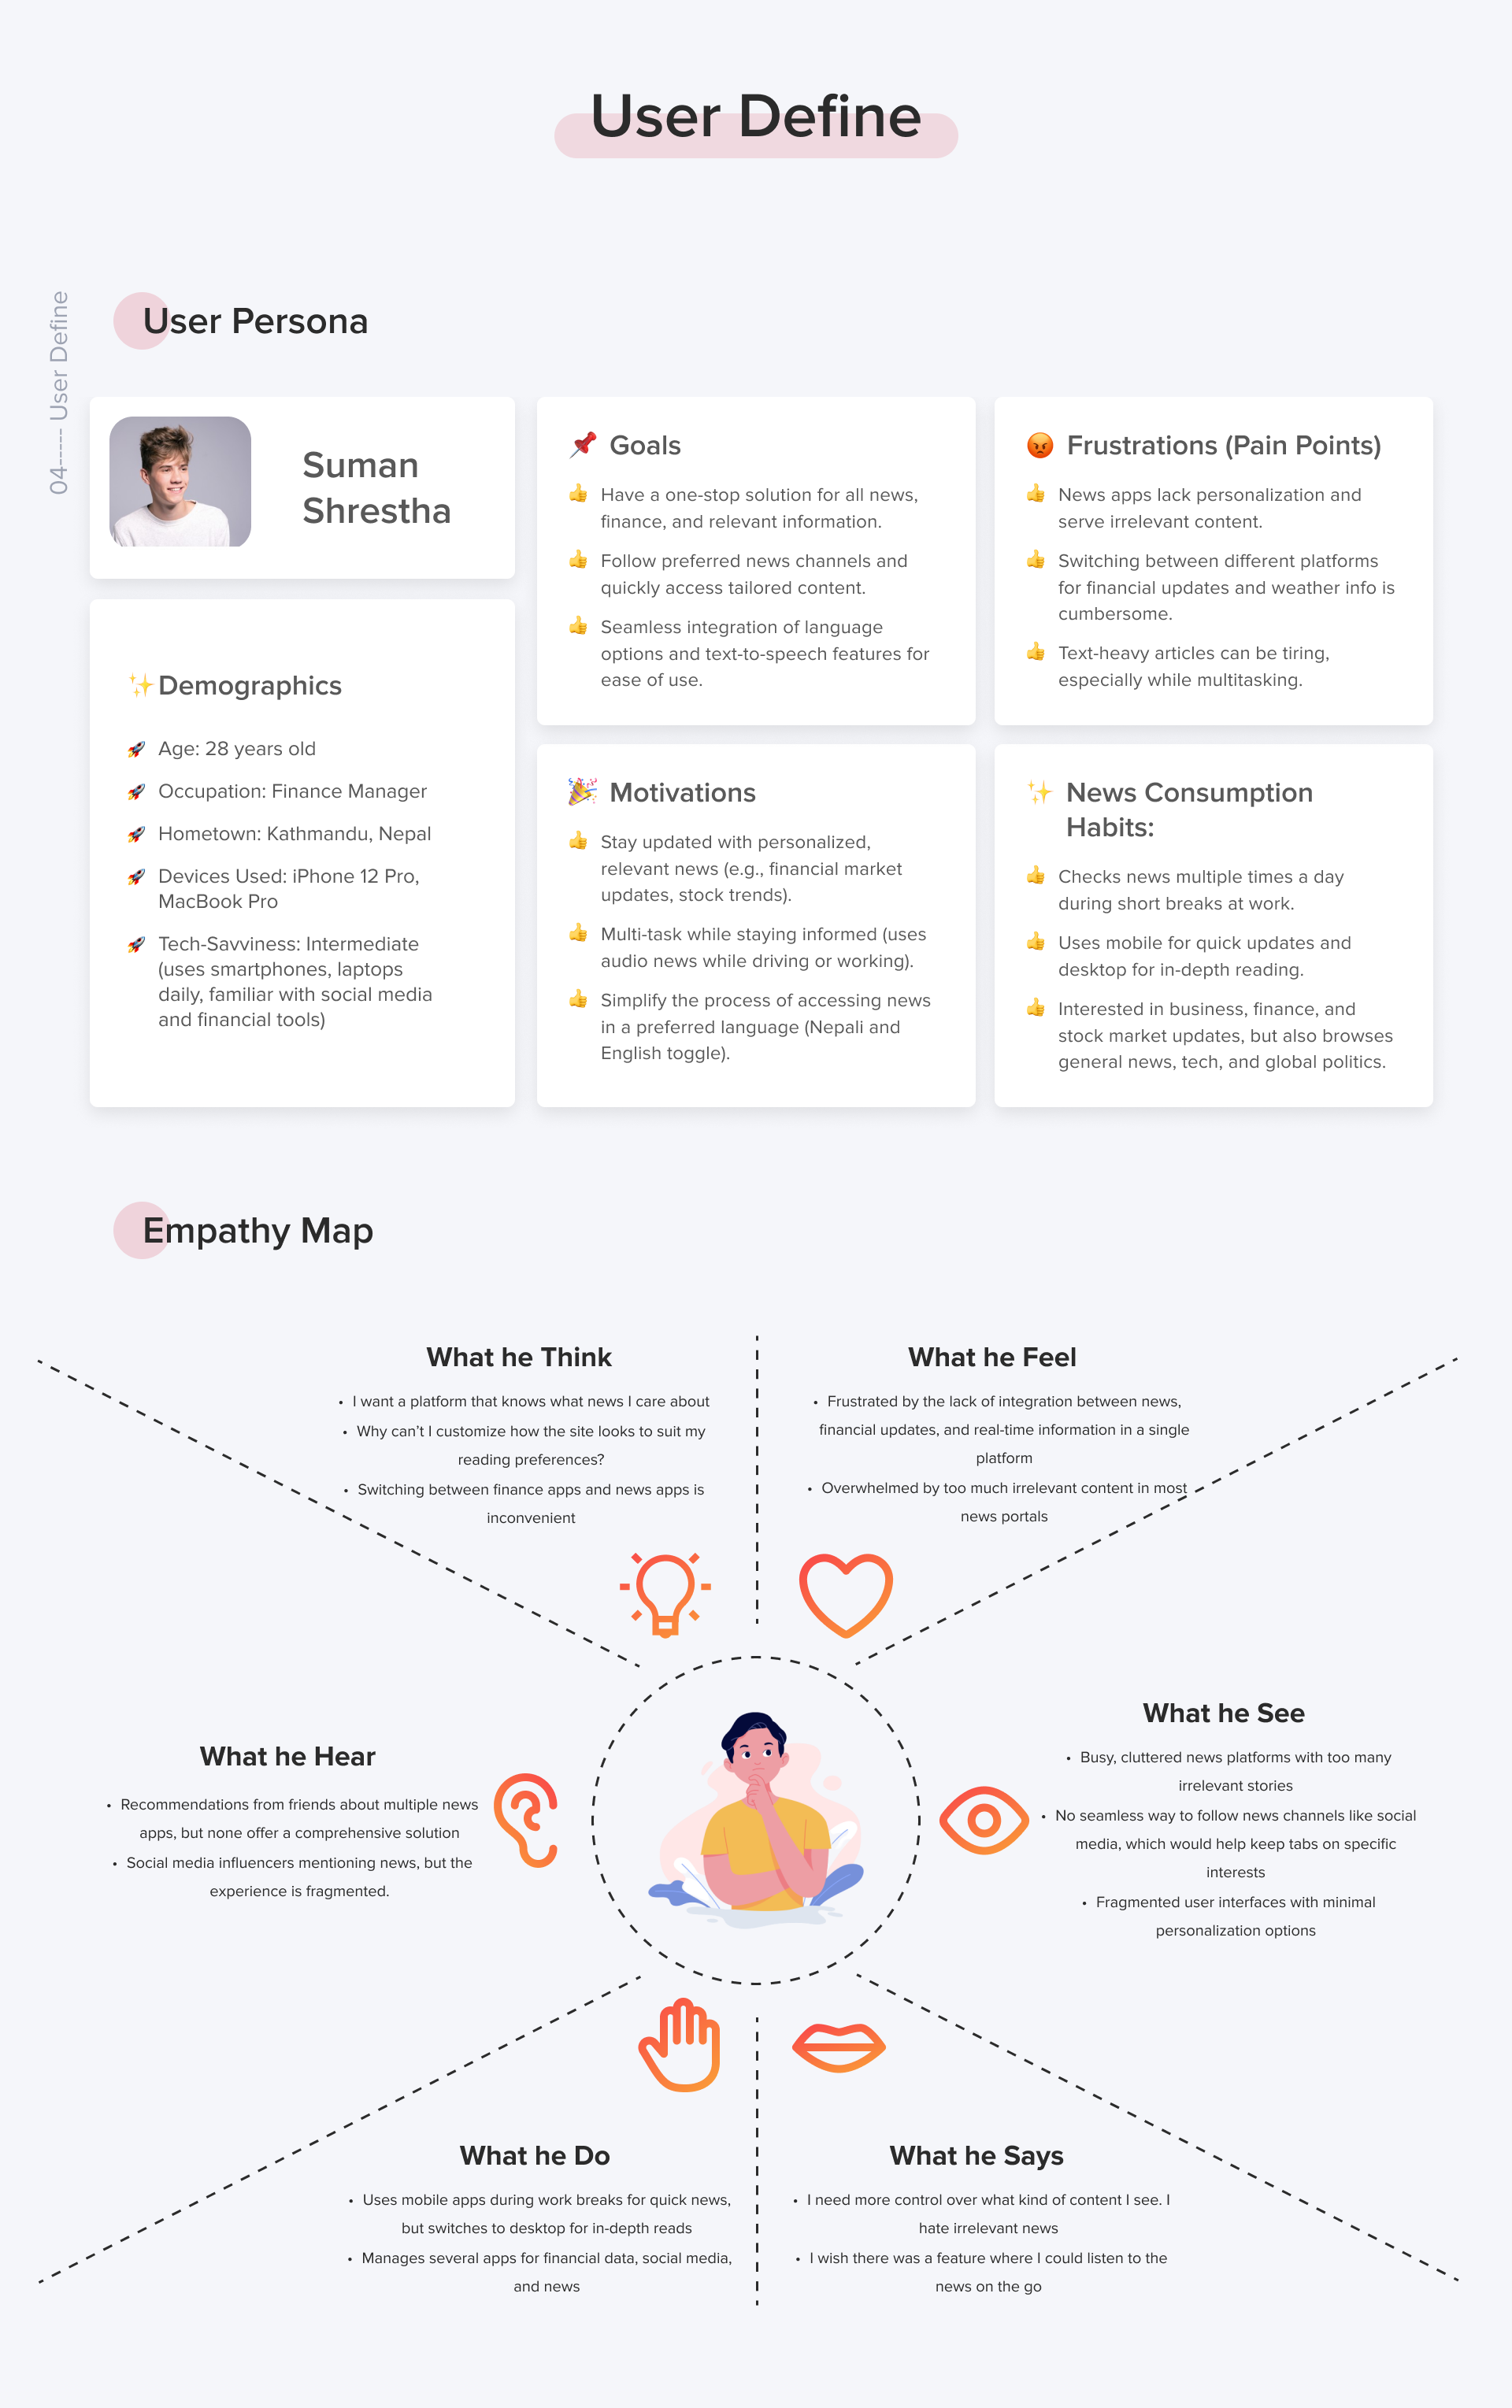 User Define
04----- User Define
User Persona
Suman
Shrestha
✨Demographics
🚀 Age: 28 years old
🚀 Occupation: Finance Manager
🚀 Hometown: Kathmandu, Nepal
🚀 Devices Used: iPhone 12 Pro,
MacBook Pro
🚀 Tech-Savviness: Intermediate
(uses smartphones, laptops
daily, familiar with social media
and financial tools)
📌 Goals
👍 Have a one-stop solution for all news,
finance, and relevant information.
👍 Follow preferred news channels and
quickly access tailored content.
👍 Seamless integration of language
options and text-to-speech features for
ease of use.
😡 Frustrations (Pain Points)
👍 News apps lack personalization and
serve irrelevant content.
👍 Switching between different platforms
for financial updates and weather info is
cumbersome.
👍 Text-heavy articles can be tiring,
especially while multitasking.
🎉 Motivations
👍 Stay updated with personalized,
relevant news (e.g., financial market
updates, stock trends).
👍 Multi-task while staying informed (uses
audio news while driving or working).
👍 Simplify the process of accessing news
in a preferred language (Nepali and
English toggle).
✨ News Consumption
Habits:
👍 Checks news multiple times a day
during short breaks at work.
👍 Uses mobile for quick updates and
desktop for in-depth reading.
👍 Interested in business, finance, and
stock market updates, but also browses
general news, tech, and global politics.
Empathy Map
What he Think
• I want a platform that knows what news I care about
• Why can't I customize how the site looks to suit my
reading preferences?
• Switching between finance apps and news apps is
inconvenient
What he Feel
• Frustrated by the lack of integration between news,
financial updates, and real-time information in a single
platform
• Overwhelmed by too much irrelevant content in most
news portals
What he Hear
• Recommendations from friends about multiple news
apps, but none offer a comprehensive solution
• Social media influencers mentioning news, but the
experience is fragmented.
What he See
• Busy, cluttered news platforms with too many
irrelevant stories
• No seamless way to follow news channels like social
media, which would help keep tabs on specific
interests
• Fragmented user interfaces with minimal
personalization options
What he Do
• Uses mobile apps during work breaks for quick news,
but switches to desktop for in-depth reads
• Manages several apps for financial data, social media,
and news
What he Says
• I need more control over what kind of content I see. I
hate irrelevant news
• I wish there was a feature where I could listen to the
news on the go